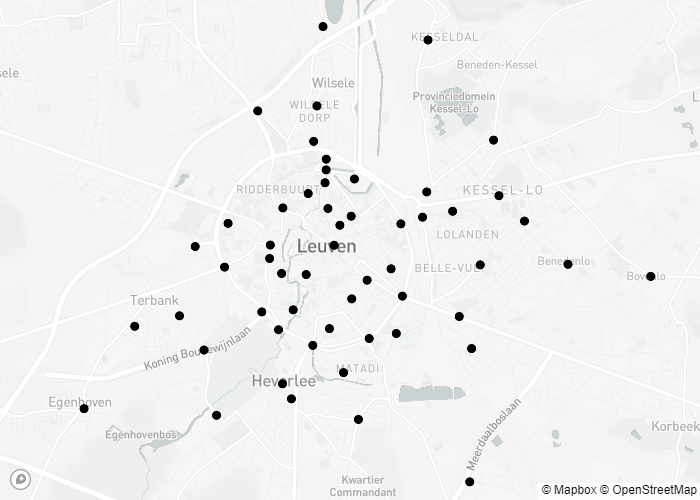 KESSELDAL
Beneden-Kessel
sele
Wilsele
Provinciedomein
Kessel-Lo
WILSELE
DORP
RIDDERBUURT
KESSEL-LO
LOLANDEN
Leuven
BELLE-VUE
Benedenlo
Bovenlo
Terbank
Koning Boudewijnlaan
MATADI
Heverlee
Egenhoven
Egenhovenbos
Meerdaalboslaan
Korbeek
Kwartier
Commandant
© Mapbox © OpenStreetMap